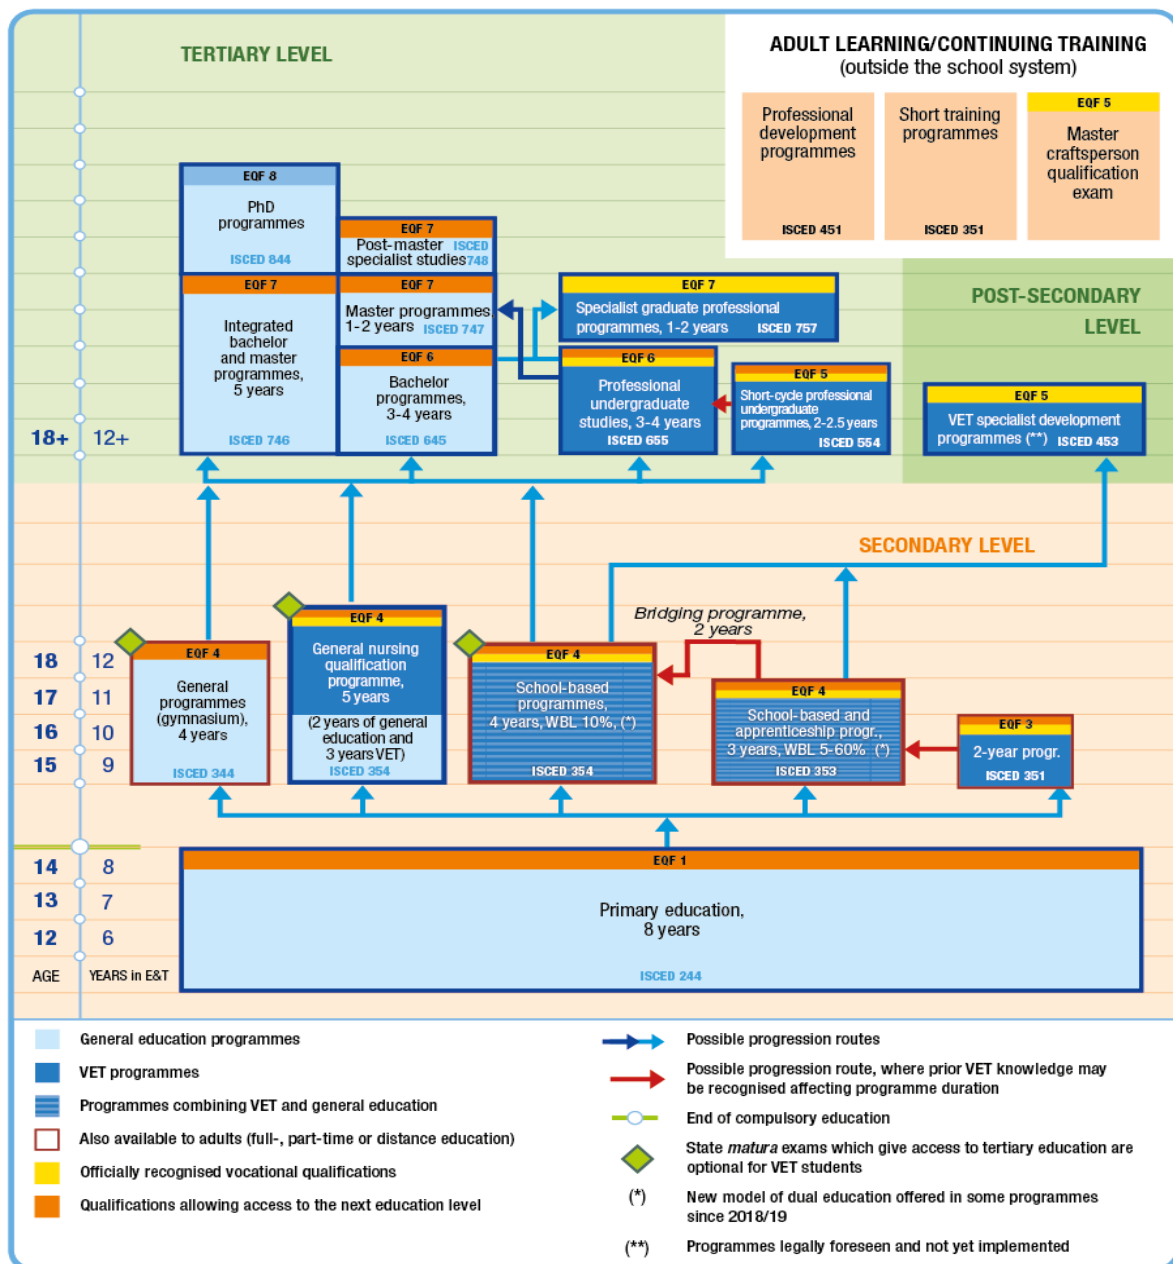 TERTIARY LEVEL
ADULT LEARNING/CONTINUING TRAINING
(outside the school system)
Professional
development
programmes
ISCED 451
Short training
programmes
ISCED 351
EQF 5
Master
craftsperson
qualification
exam
EQF 8
PhD
programmes
ISCED 844
EQF 7
Post-master ISCED
specialist studies 748
EQF 7
Integrated
bachelor
and master
programmes,
5 years
ISCED 746
EQF 7
Master programmes,
1-2 years ISCED 747
EQF 6
Bachelor
programmes,
3-4 years
ISCED 645
EQF 7
Specialist graduate professional
programmes, 1-2 years ISCED 757
EQF 6
Professional
undergraduate
studies, 3-4 years
ISCED 655
EQF 5
Short-cycle professional
undergraduate
programmes, 2-2.5 years
ISCED 554
POST-SECONDARY
LEVEL
EQF 5
VET specialist development
programmes (**) ISCED 453
18+ 12+
SECONDARY LEVEL
Bridging programme,
2 years
EQF 4
General
programmes
(gymnasium),
4 years
ISCED 344
EQF 4
General nursing
qualification
programme,
5 years
(2 years of general
education and
3 years VET)
ISCED 354
EQF 4
School-based
programmes,
4 years, WBL 10%, (*)
ISCED 354
EQF 4
School-based and
apprenticeship progr.,
3 years, WBL 5-60% (*)
ISCED 353
EQF 3
2-year progr.
ISCED 351
18 12
17 11
16 10
15 9
14 8
13 7
12 6
AGE YEARS in E&T
EQF 1
Primary education,
8 years
ISCED 244
General education programmes
VET programmes
Programmes combining VET and general education
Also available to adults (full-, part-time or distance education)
Officially recognised vocational qualifications
Qualifications allowing access to the next education level
Possible progression routes
Possible progression route, where prior VET knowledge may
be recognised affecting programme duration
End of compulsory education
State matura exams which give access to tertiary education are
optional for VET students
(*) New model of dual education offered in some programmes
since 2018/19
(**) Programmes legally foreseen and not yet implemented